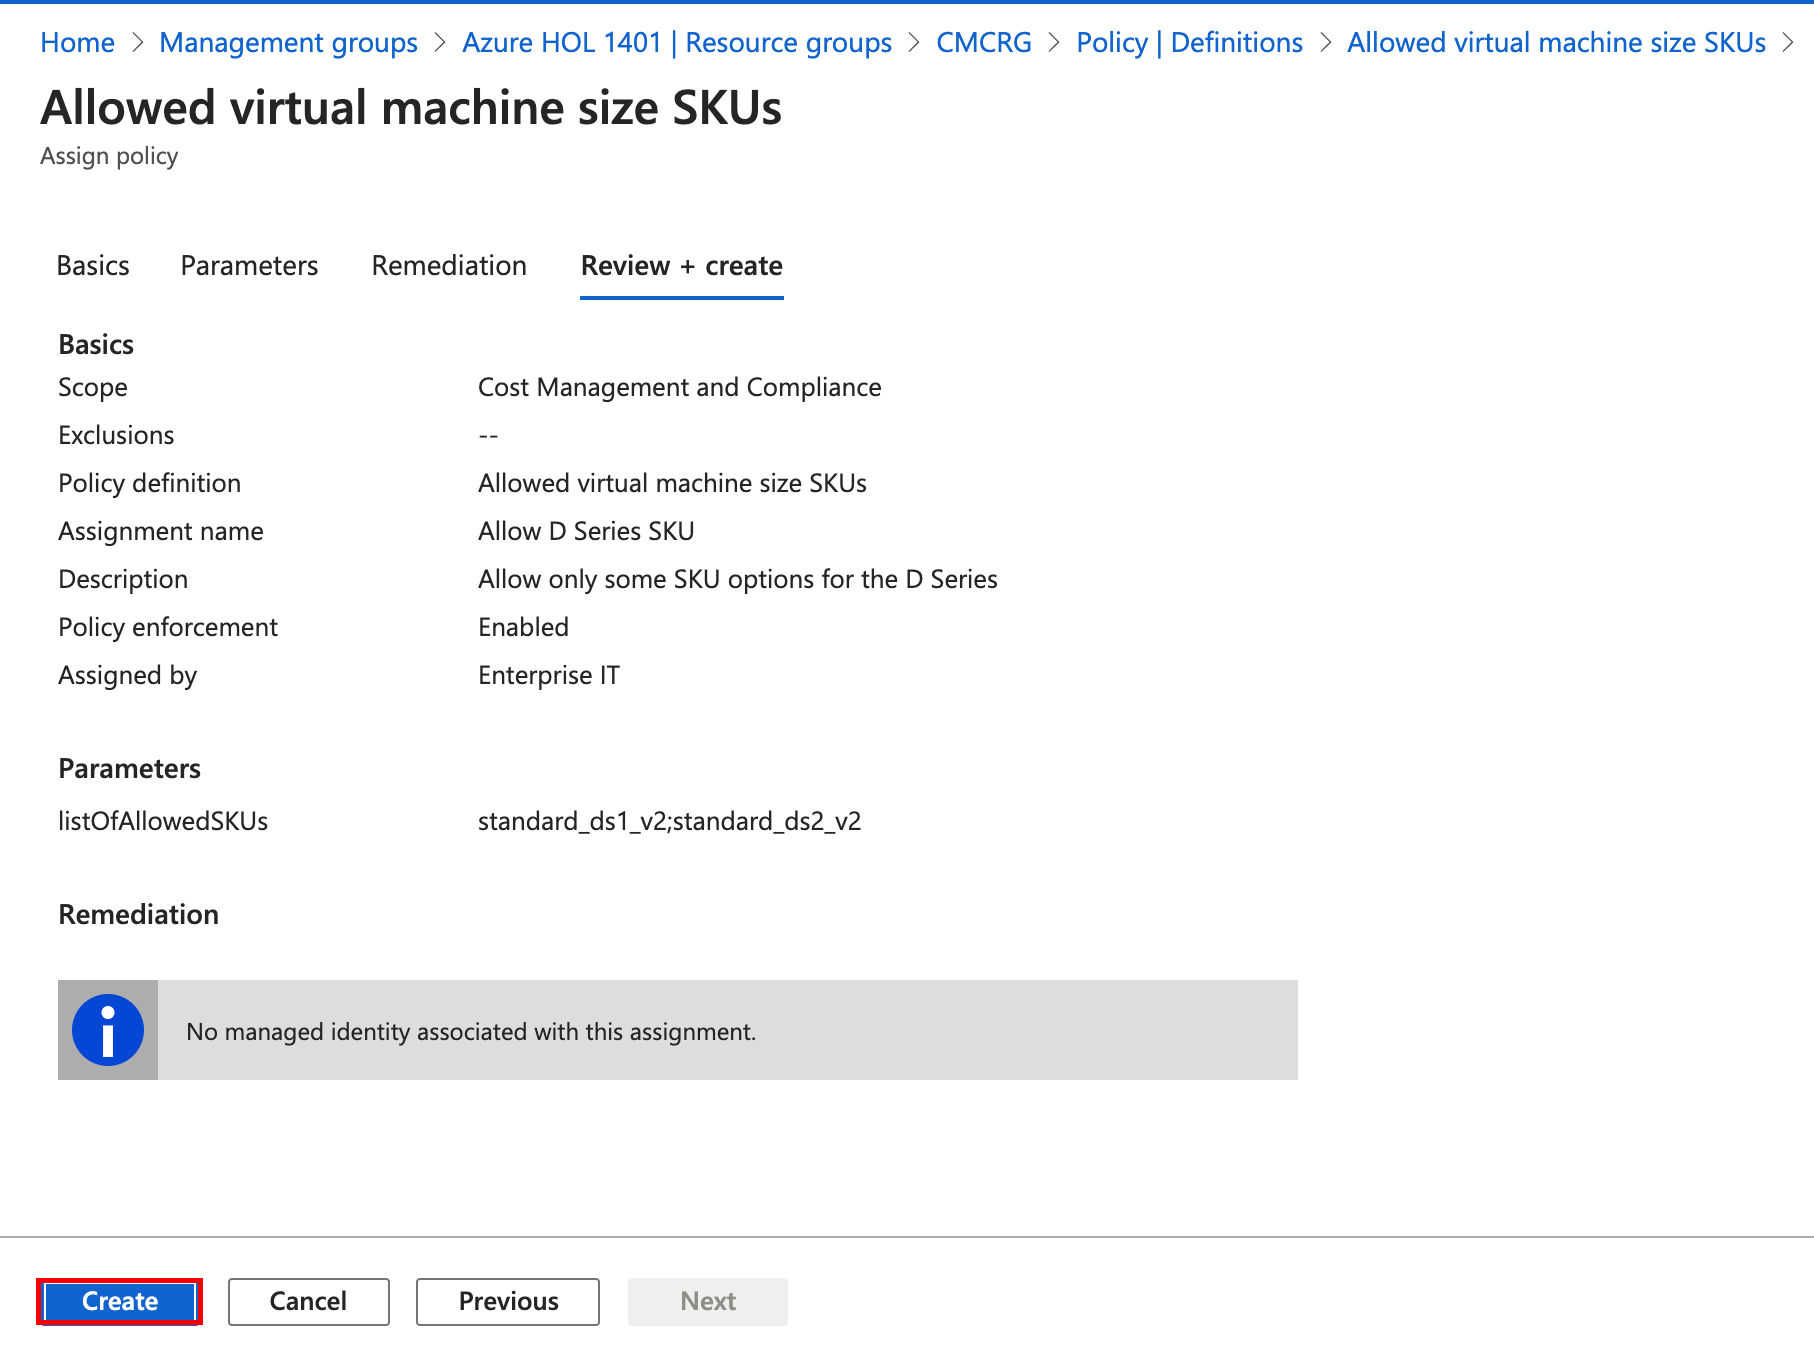 Home > Management groups > Azure HOL 1401 | Resource groups > CMCRG > Policy | Definitions > Allowed virtual machine size SKUs >
Allowed virtual machine size SKUs
Assign policy
Basics Parameters Remediation Review + create
Basics
Scope Cost Management and Compliance
Exclusions --
Policy definition Allowed virtual machine size SKUs
Assignment name Allow D Series SKU
Description Allow only some SKU options for the D Series
Policy enforcement Enabled
Assigned by Enterprise IT
Parameters
listOfAllowedSKUs standard_ds1_v2;standard_ds2_v2
Remediation
No managed identity associated with this assignment.
Create Cancel Previous Next